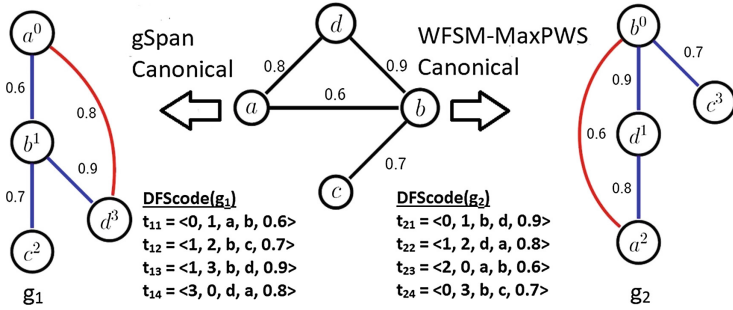 a0
0.6
0.8
b1
0.7
0.9
c2
d3
g1
gSpan
Canonical
d
0.8
0.9
a
0.6
b
0.7
c
WFSM-MaxPWS
Canonical
DFScode(g1)
t11 = <0, 1, a, b, 0.6>
t12 = <1, 2, b, c, 0.7>
t13 = <1, 3, b, d, 0.9>
t14 = <3, 0, d, a, 0.8>
DFScode(g2)
t21 = <0, 1, b, d, 0.9>
t22 = <1, 2, d, a, 0.8>
t23 = <2, 0, a, b, 0.6>
t24 = <0, 3, b, c, 0.7>
b0
0.7
0.9
c3
0.6
d1
0.8
a2
g2